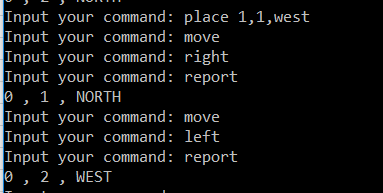 0 , 2 , NORTH
Input your command: place 1,1,west
Input your command: move
Input your command: right
Input your command: report
0 , 1 , NORTH
Input your command: move
Input your command: left
Input your command: report
0 , 2 , WEST